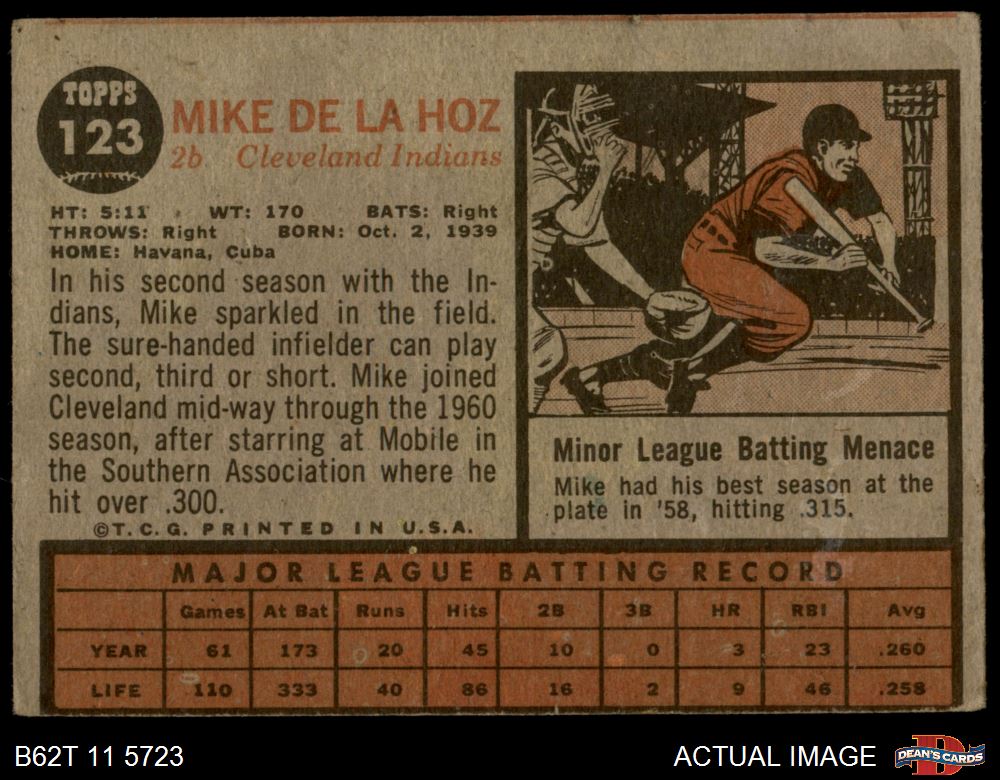 TOPPS
123
MIKE DE LA HOZ
2b Cleveland Indians
HT: 5:11 WT: 170 BATS: Right
THROWS: Right BORN: Oct. 2, 1939
HOME: Havana, Cuba
In his second season with the In-
dians, Mike sparkled in the field.
The sure-handed infielder can play
second, third or short. Mike joined
Cleveland mid-way through the 1960
season, after starring at Mobile in
the Southern Association where he
hit over .300.
©T.C.G. PRINTED IN U.S.A.
Minor League Batting Menace
Mike had his best season at the
plate in '58, hitting .315.
MAJOR LEAGUE BATTING RECORD
Games At Bat Runs Hits 2B 3B HR RBI Avg
YEAR 61 173 20 45 10 0 3 23 .260
LIFE 110 333 40 86 16 2 9 46 .258
B62T 11 5723
ACTUAL IMAGE
D
DEAN'S CARDS